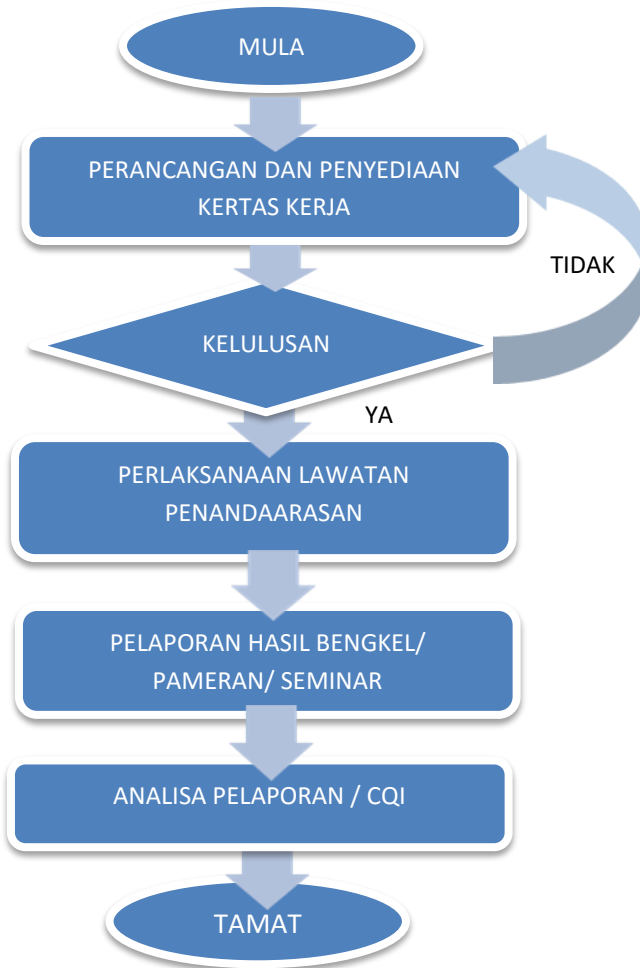 MULA
PERANCANGAN DAN PENYEDIAAN
KERTAS KERJA
TIDAK
KELULUSAN
YA
PERLAKSANAAN LAWATAN
PENANDAARASAN
PELAPORAN HASIL BENGKEL/
PAMERAN/ SEMINAR
ANALISA PELAPORAN / CQI
TAMAT